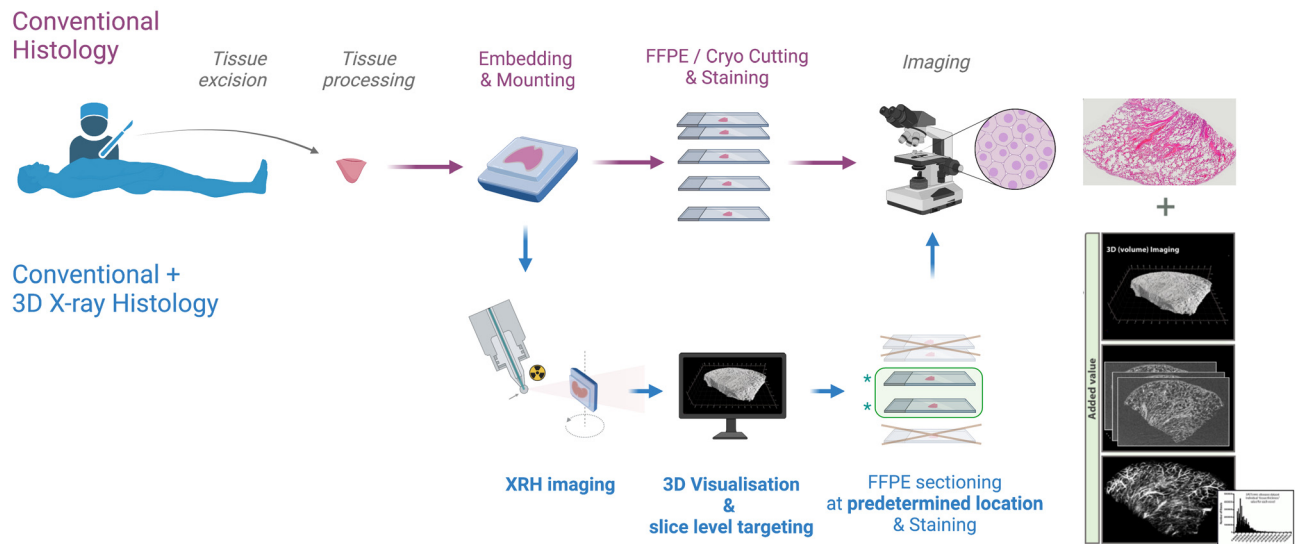 Conventional
Histology
Tissue
excision
Tissue
processing
Embedding
& Mounting
FFPE / Cryo Cutting
& Staining
Imaging
+
Conventional +
3D X-ray Histology
3D (volume) Imaging
Added value
*
*
XRH imaging
3D Visualisation
&
slice level targeting
FFPE sectioning
at predetermined location
& Staining